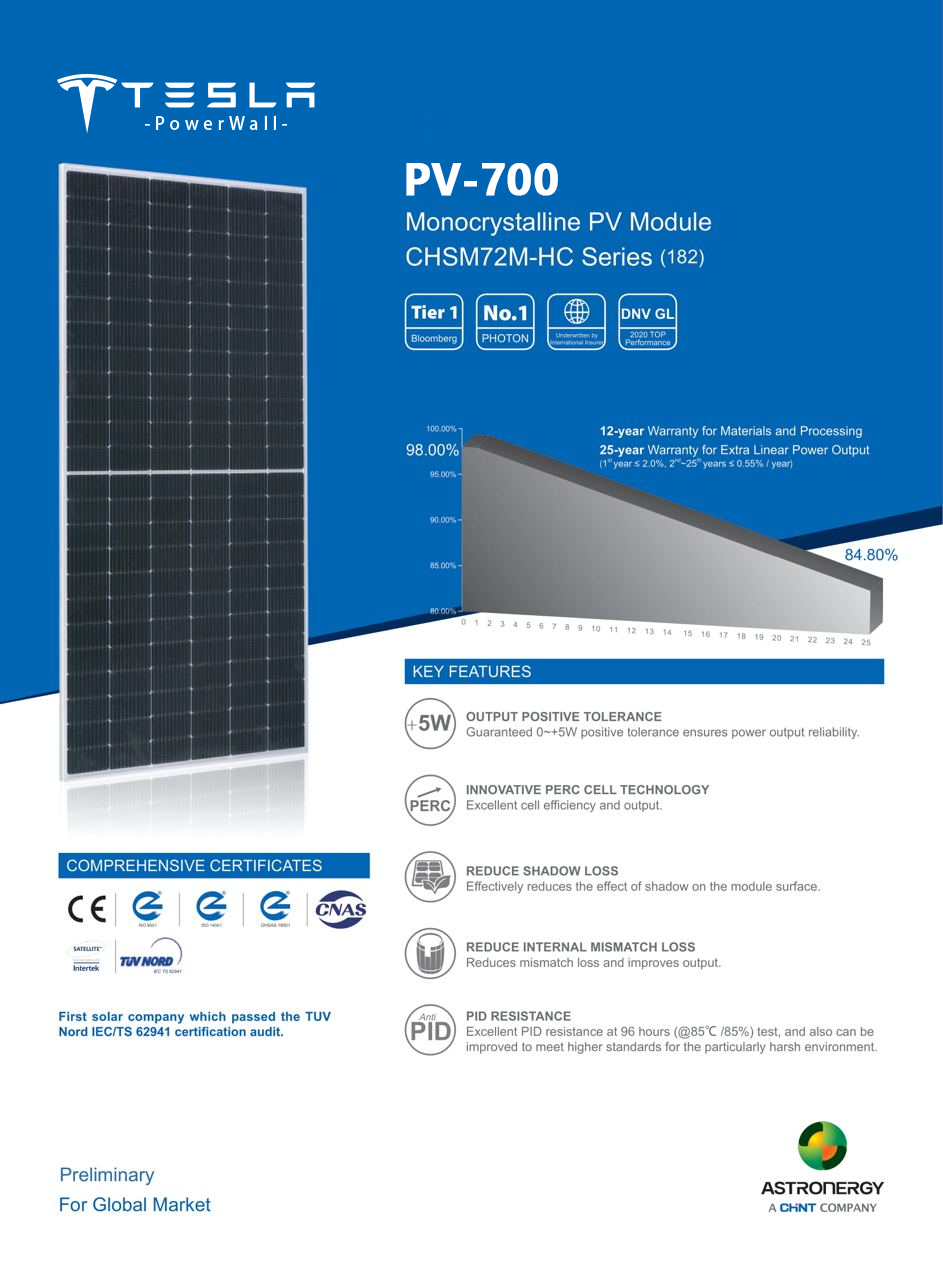 TESLA
-PowerWall-
PV-700
Monocrystalline PV Module
CHSM72M-HC Series (182)
Tier 1
Bloomberg
No.1
PHOTON
Underwritten by
International Insurer
DNV GL
2020 TOP
Performance
12-year Warranty for Materials and Processing
25-year Warranty for Extra Linear Power Output
(1st year ≤ 2.0%, 2nd~25th years ≤ 0.55% / year)
100.00%
98.00%
95.00%
90.00%
85.00%
80.00%
84.80%
0 1 2 3 4 5 6 7 8 9 10 11 12 13 14 15 16 17 18 19 20 21 22 23 24 25
KEY FEATURES
+5W
OUTPUT POSITIVE TOLERANCE
Guaranteed 0~+5W positive tolerance ensures power output reliability.
PERC
INNOVATIVE PERC CELL TECHNOLOGY
Excellent cell efficiency and output.
REDUCE SHADOW LOSS
Effectively reduces the effect of shadow on the module surface.
REDUCE INTERNAL MISMATCH LOSS
Reduces mismatch loss and improves output.
Anti
PID
PID RESISTANCE
Excellent PID resistance at 96 hours (@85℃ /85%) test, and also can be
improved to meet higher standards for the particularly harsh environment.
COMPREHENSIVE CERTIFICATES
CE
ISO 9001
ISO 14001
OHSAS 18001
CNAS
SATELLITE™
Intertek
TÜV NORD
IEC TS 62941
First solar company which passed the TUV
Nord IEC/TS 62941 certification audit.
Preliminary
For Global Market
ASTRONERGY
A CHINT COMPANY